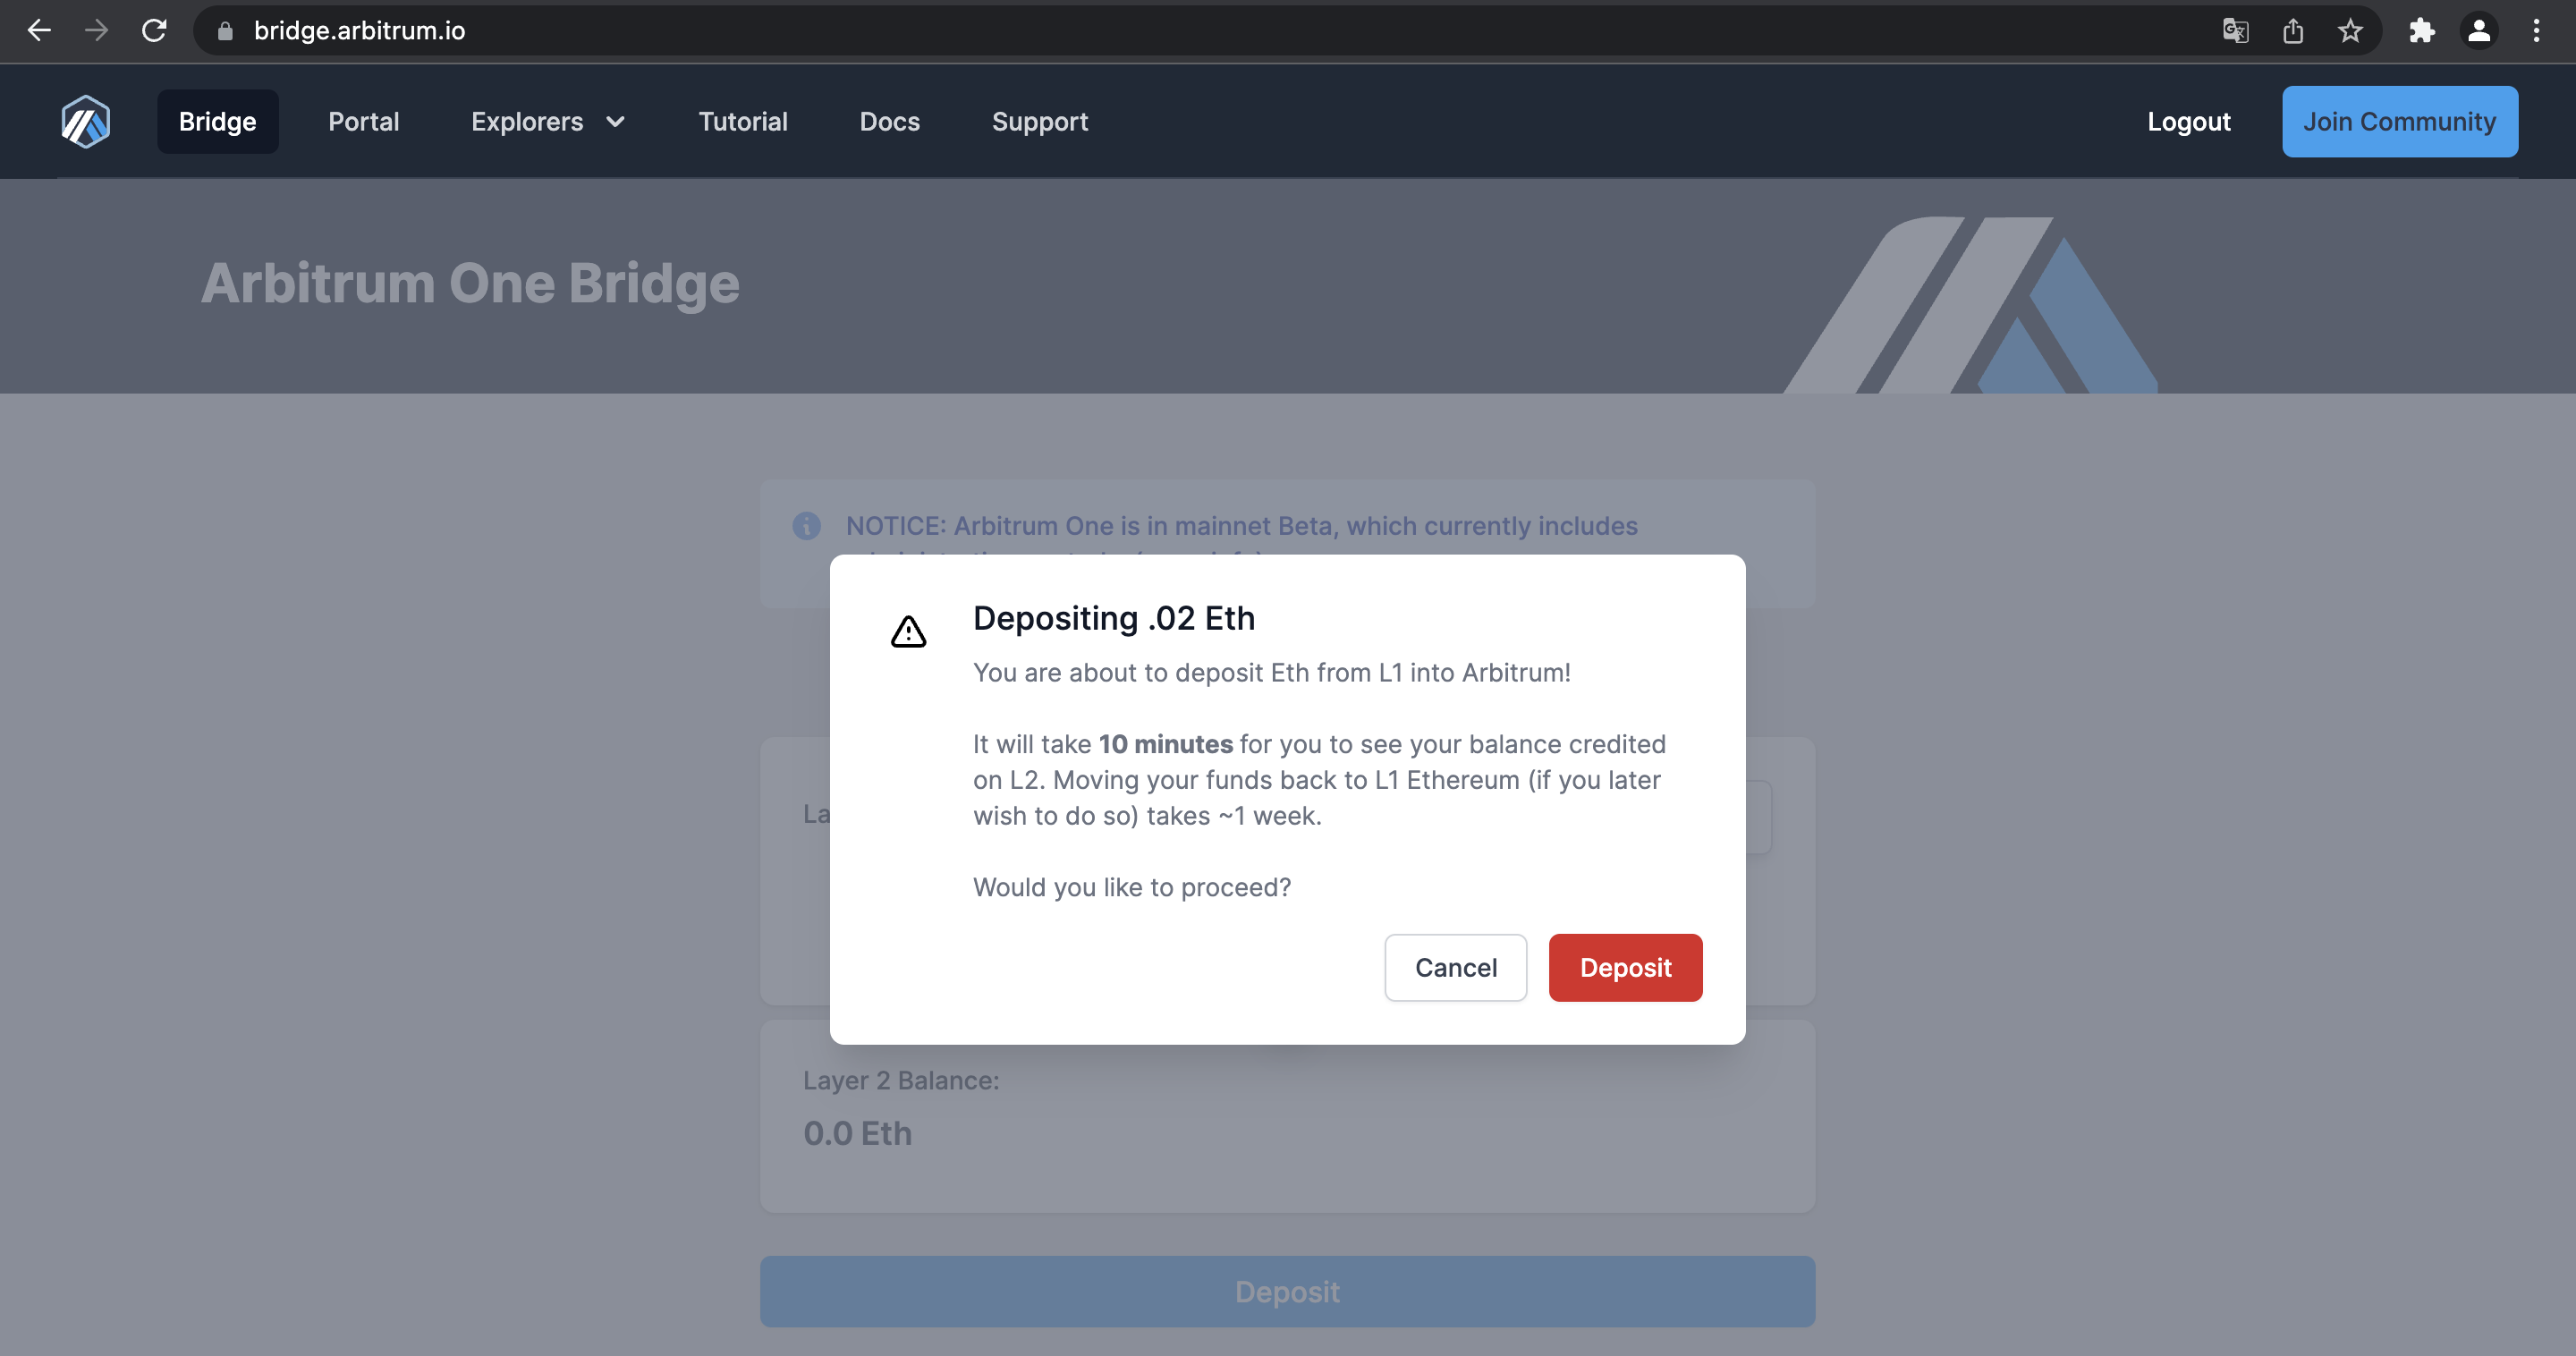 bridge.arbitrum.io
Bridge Portal Explorers Tutorial Docs Support Logout Join Community
Arbitrum One Bridge
NOTICE: Arbitrum One is in mainnet Beta, which currently includes
Depositing .02 Eth
You are about to deposit Eth from L1 into Arbitrum!
It will take 10 minutes for you to see your balance credited
on L2. Moving your funds back to L1 Ethereum (if you later
wish to do so) takes ~1 week.
La
Would you like to proceed?
Cancel Deposit
Layer 2 Balance:
0.0 Eth
Deposit